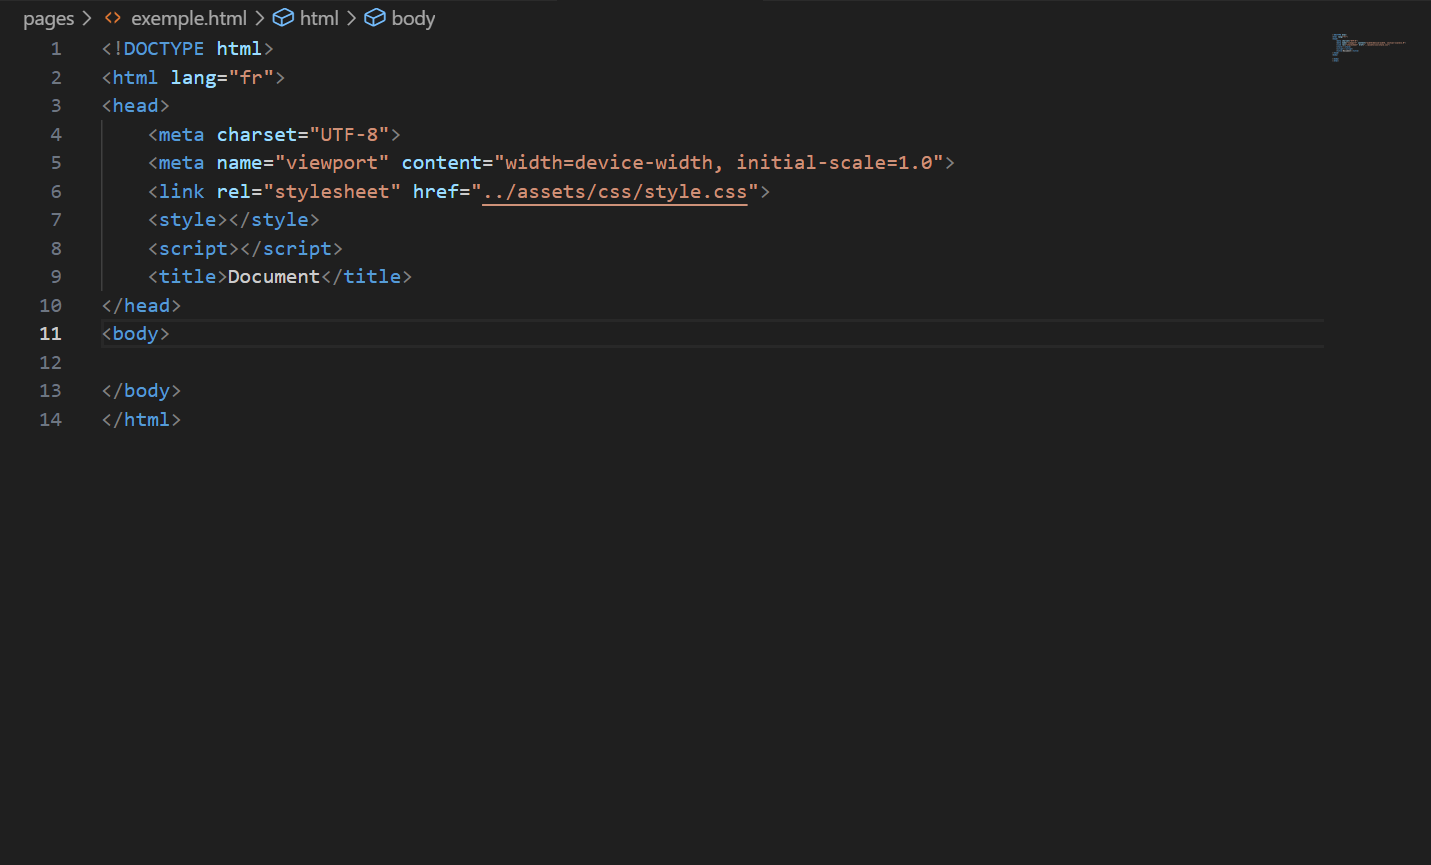 pages > <> exemple.html > html > body
1 <!DOCTYPE html>
2 <html lang="fr">
3 <head>
4     <meta charset="UTF-8">
5     <meta name="viewport" content="width=device-width, initial-scale=1.0">
6     <link rel="stylesheet" href="../assets/css/style.css">
7     <style></style>
8     <script></script>
9     <title>Document</title>
10 </head>
11 <body>
12
13 </body>
14 </html>